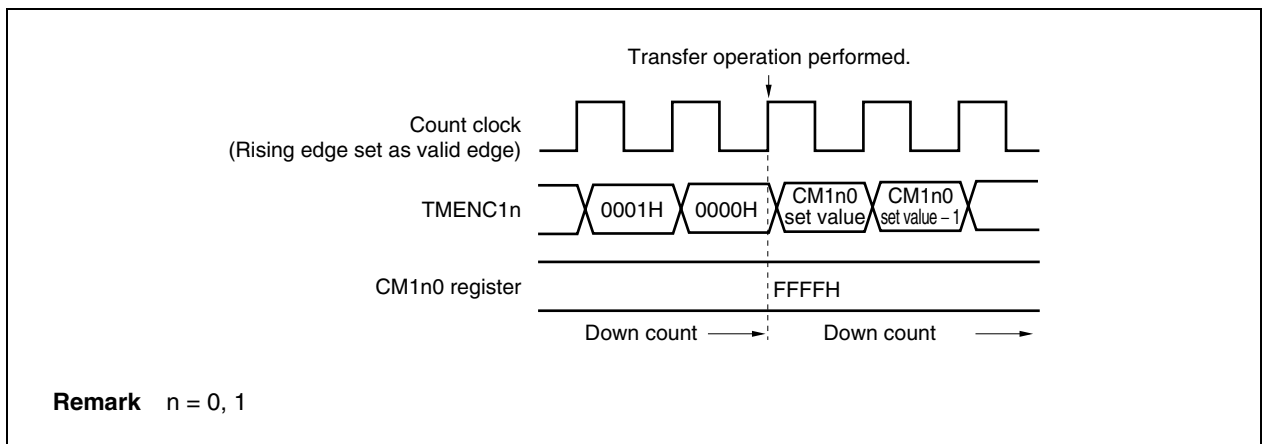 Transfer operation performed.
Count clock
(Rising edge set as valid edge)
TMENC1n
0001H
0000H
CM1n0
set value
CM1n0
set value – 1
CM1n0 register
FFFFH
Down count
Down count
Remark n = 0, 1